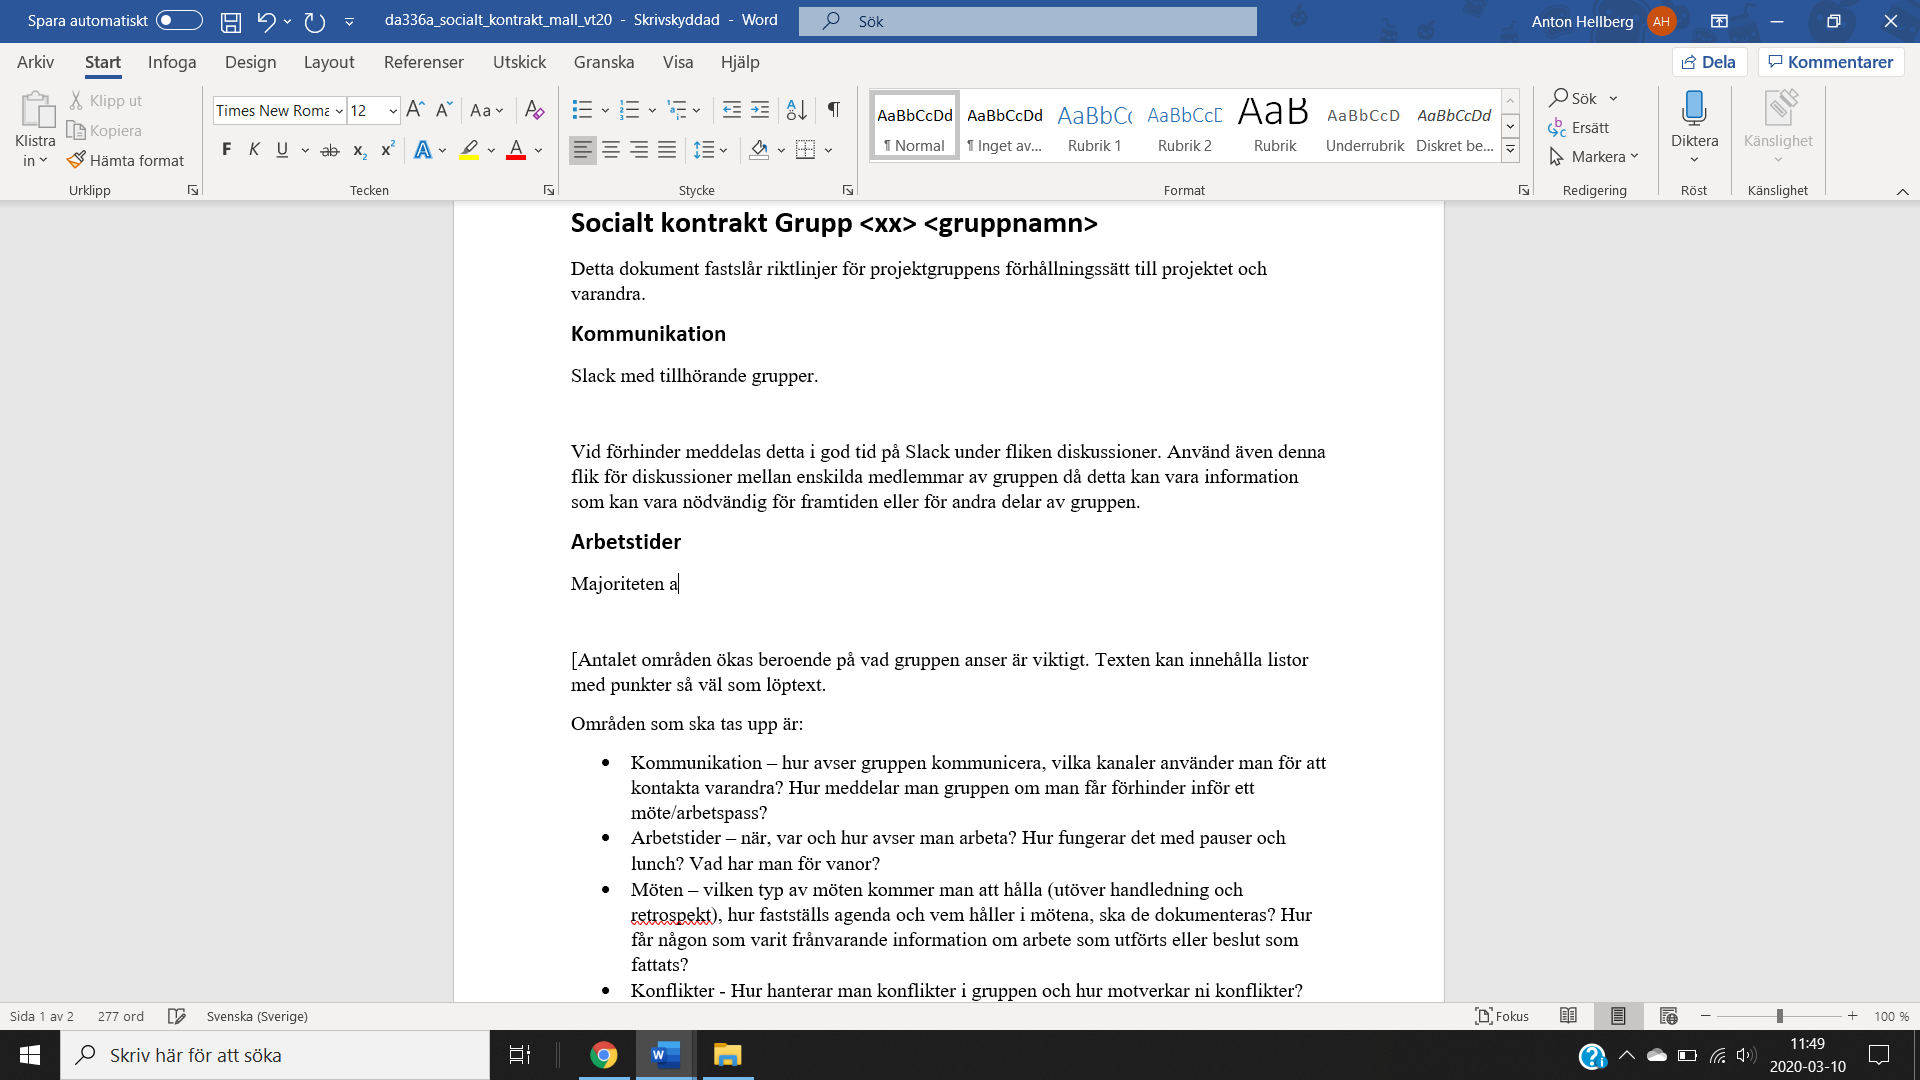 Spara automatiskt
da336a_socialt_kontrakt_mall_vt20 - Skrivskyddad - Word
Sök
Anton Hellberg
AH
Arkiv Start Infoga Design Layout Referenser Utskick Granska Visa Hjälp
Dela
Kommentarer
Klistra in
Klipp ut
Kopiera
Hämta format
Urklipp
Times New Roma
12
Aa
F K U ab x2 x2
A
A
Tecken
Stycke
AaBbCcDd AaBbCcDd AaBbCc AaBbCcD AaB AaBbCcD AaBbCcDd
¶ Normal ¶ Inget av... Rubrik 1 Rubrik 2 Rubrik Underrubrik Diskret be...
Format
Sök
Ersätt
Markera
Redigering
Diktera
Röst
Känslighet
Känslighet
Socialt kontrakt Grupp <xx> <gruppnamn>
Detta dokument fastslår riktlinjer för projektgruppens förhållningssätt till projektet och
varandra.
Kommunikation
Slack med tillhörande grupper.
Vid förhinder meddelas detta i god tid på Slack under fliken diskussioner. Använd även denna
flik för diskussioner mellan enskilda medlemmar av gruppen då detta kan vara information
som kan vara nödvändig för framtiden eller för andra delar av gruppen.
Arbetstider
Majoriteten a
[Antalet områden ökas beroende på vad gruppen anser är viktigt. Texten kan innehålla listor
med punkter så väl som löptext.
Områden som ska tas upp är:
• Kommunikation – hur avser gruppen kommunicera, vilka kanaler använder man för att
kontakta varandra? Hur meddelar man gruppen om man får förhinder inför ett
möte/arbetspass?
• Arbetstider – när, var och hur avser man arbeta? Hur fungerar det med pauser och
lunch? Vad har man för vanor?
• Möten – vilken typ av möten kommer man att hålla (utöver handledning och
retrospekt), hur fastställs agenda och vem håller i mötena, ska de dokumenteras? Hur
får någon som varit frånvarande information om arbete som utförts eller beslut som
fattats?
• Konflikter - Hur hanterar man konflikter i gruppen och hur motverkar ni konflikter?
Sida 1 av 2 277 ord Svenska (Sverige)
Fokus
100 %
Skriv här för att söka
11:49
2020-03-10